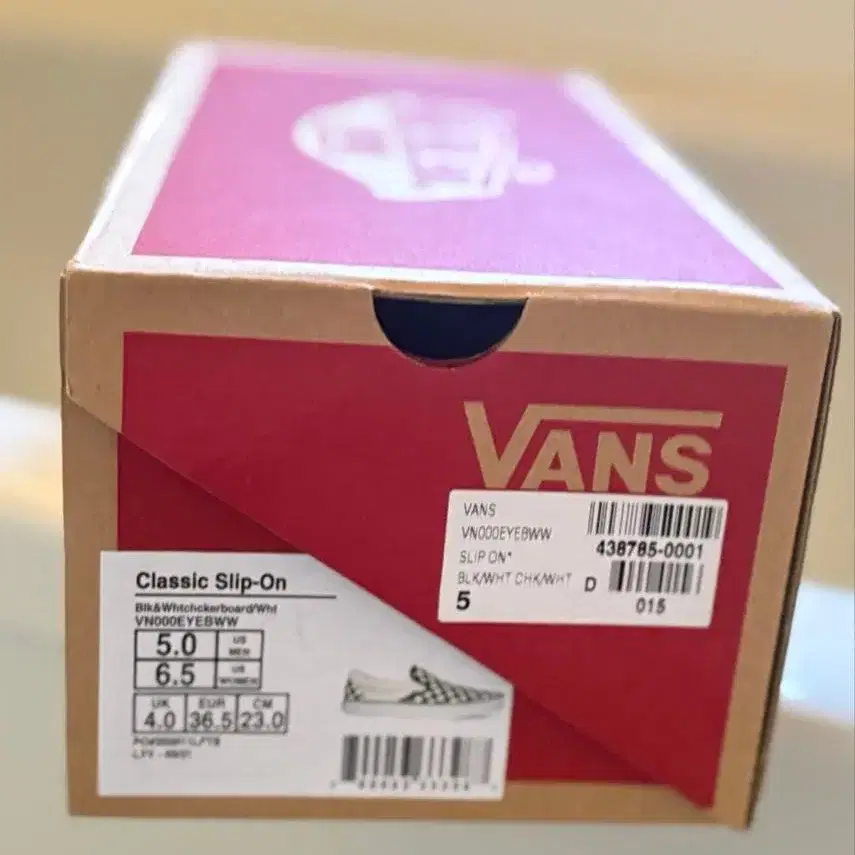 VANS
VANS
VN000EYEBWW
SLIP ON*
BLK/WHT CHK/WHT
5
438785-0001
D
015
Classic Slip-On
Blk&Whtchckerboard/Wht
VN000EYEBWW
5.0 US MEN
6.5 US WOMEN
UK EUR CM
4.0 36.5 23.0